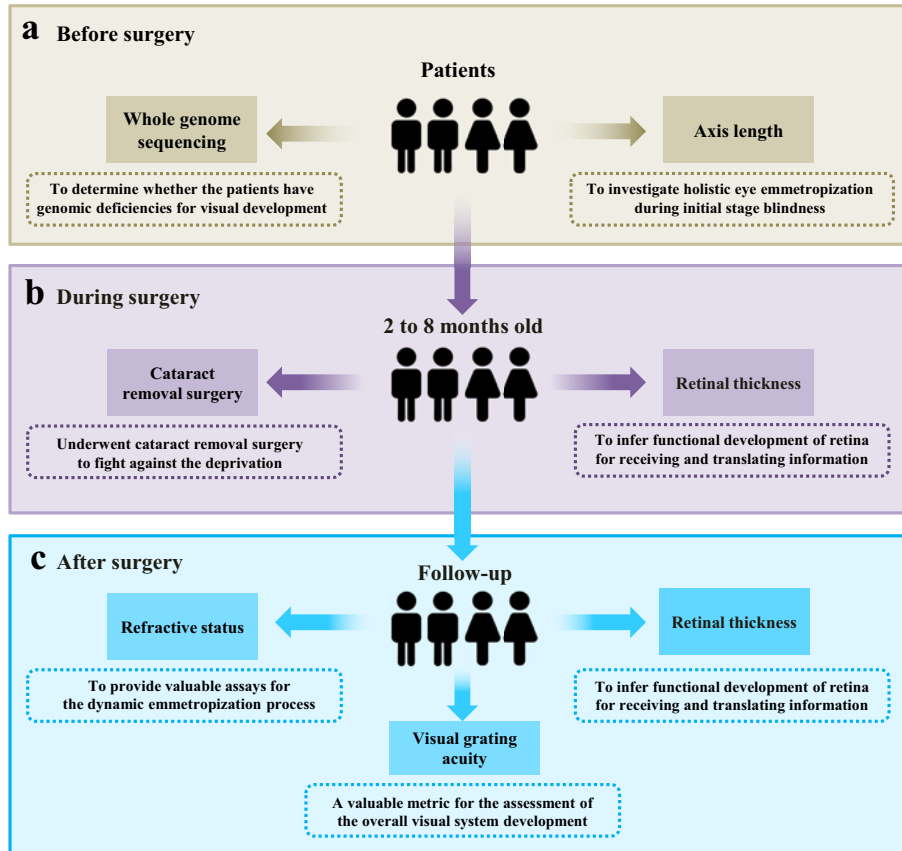 a Before surgery
Patients
Whole genome
sequencing
Axis length
To determine whether the patients have
genomic deficiencies for visual development
To investigate holistic eye emmetropization
during initial stage blindness
b During surgery
2 to 8 months old
Cataract
removal surgery
Retinal thickness
Underwent cataract removal surgery
to fight against the deprivation
To infer functional development of retina
for receiving and translating information
c After surgery
Follow-up
Refractive status
Retinal thickness
To provide valuable assays for
the dynamic emmetropization process
To infer functional development of retina
for receiving and translating information
Visual grating
acuity
A valuable metric for the assessment of
the overall visual system development